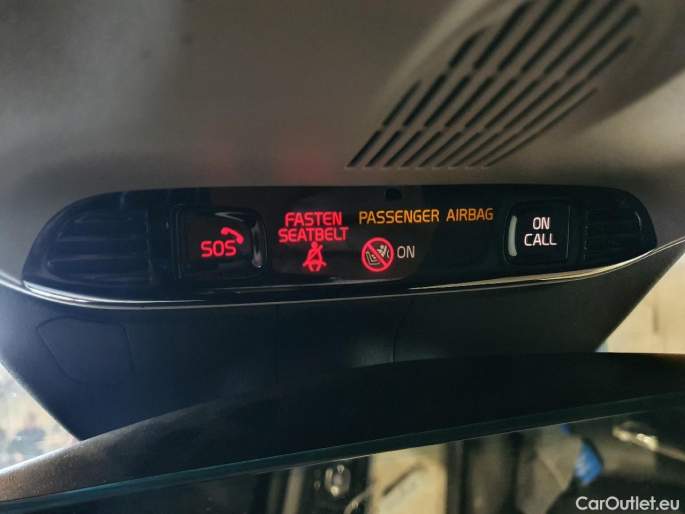 SOS
FASTEN
SEATBELT
PASSENGER AIRBAG
ON
ON
CALL
CarOutlet.eu